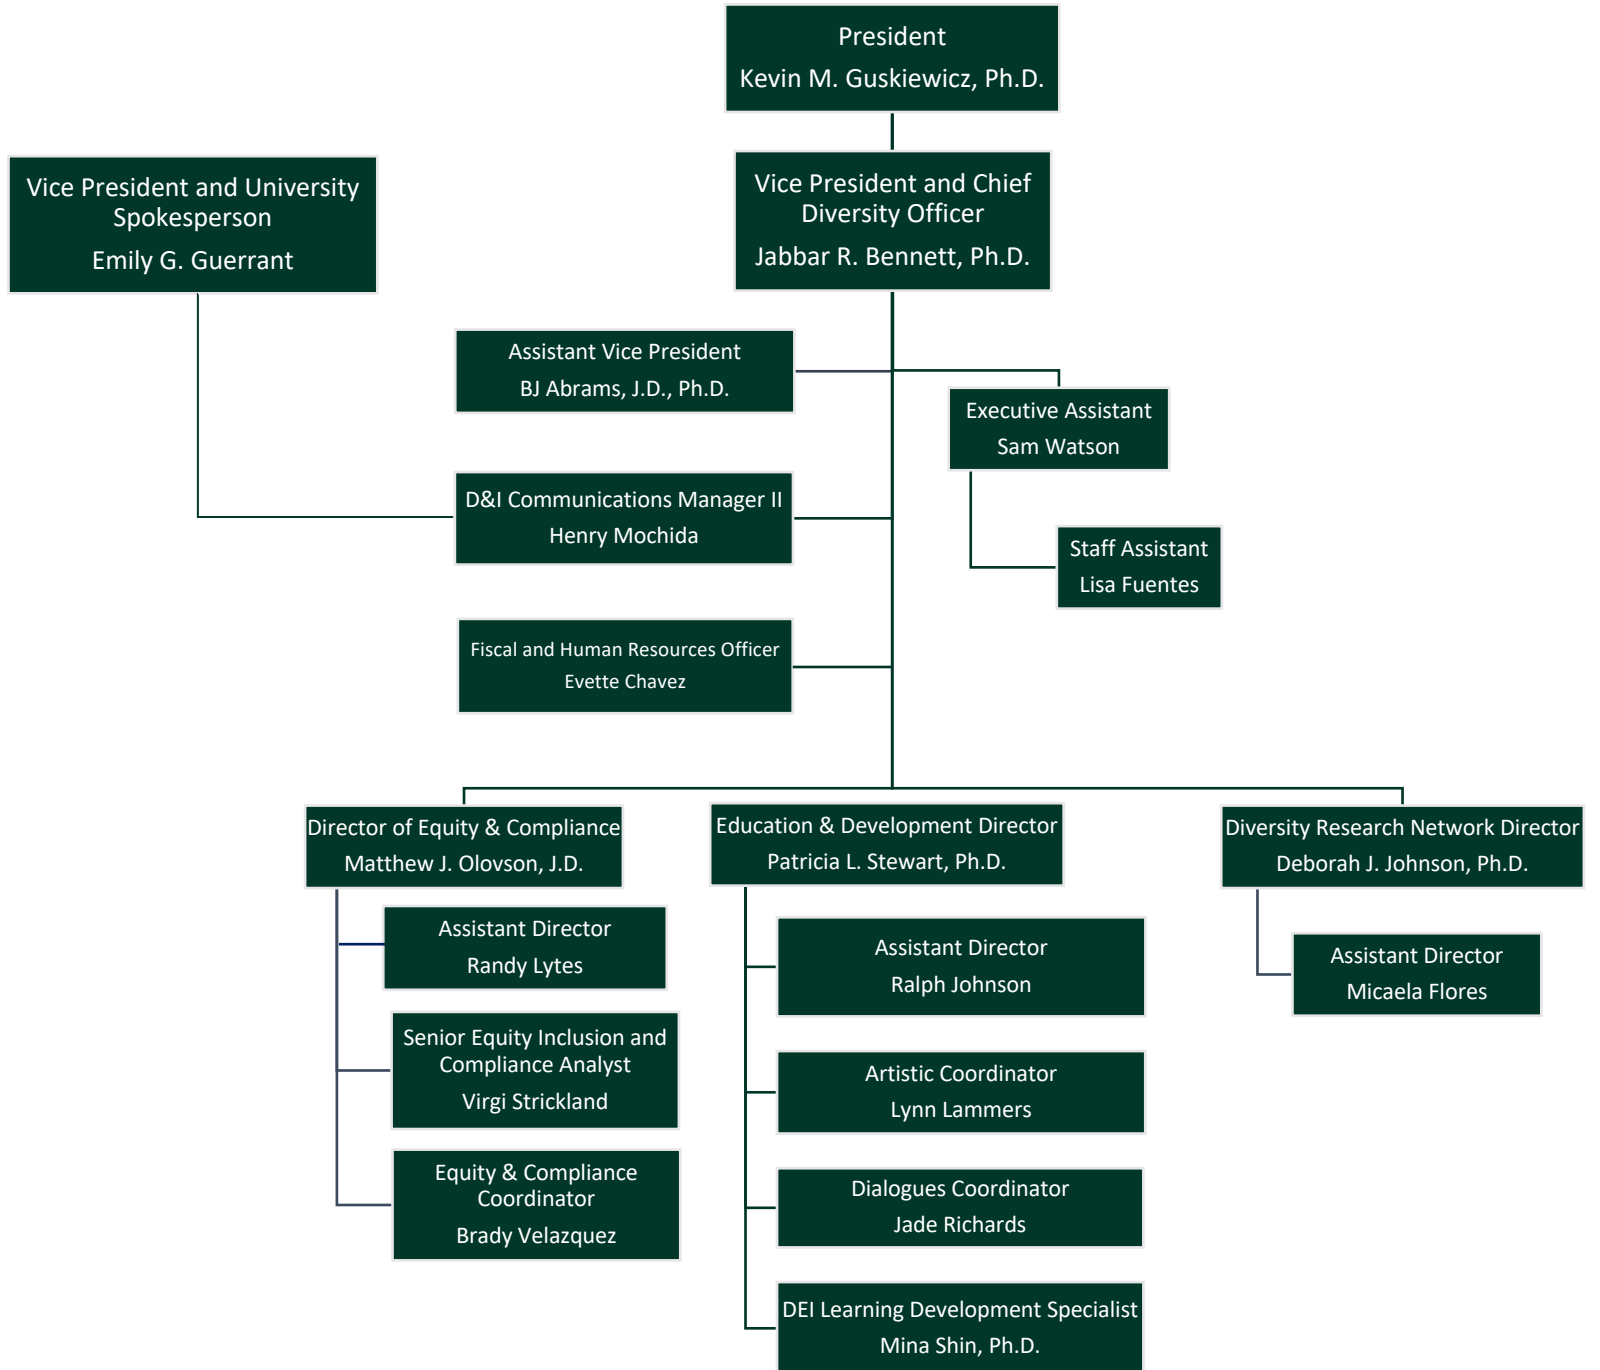 President
Kevin M. Guskiewicz, Ph.D.
Vice President and University
Spokesperson
Emily G. Guerrant
Vice President and Chief
Diversity Officer
Jabbar R. Bennett, Ph.D.
Assistant Vice President
BJ Abrams, J.D., Ph.D.
Executive Assistant
Sam Watson
D&I Communications Manager II
Henry Mochida
Staff Assistant
Lisa Fuentes
Fiscal and Human Resources Officer
Evette Chavez
Director of Equity & Compliance
Matthew J. Olovson, J.D.
Assistant Director
Randy Lytes
Senior Equity Inclusion and
Compliance Analyst
Virgi Strickland
Equity & Compliance
Coordinator
Brady Velazquez
Education & Development Director
Patricia L. Stewart, Ph.D.
Assistant Director
Ralph Johnson
Artistic Coordinator
Lynn Lammers
Dialogues Coordinator
Jade Richards
DEI Learning Development Specialist
Mina Shin, Ph.D.
Diversity Research Network Director
Deborah J. Johnson, Ph.D.
Assistant Director
Micaela Flores